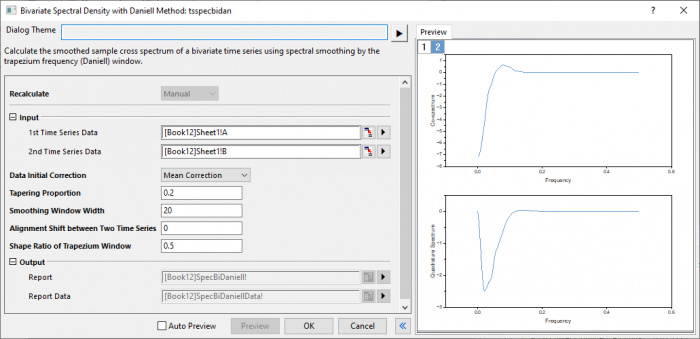 Bivariate Spectral Density with Daniell Method: tsspecbidan
Dialog Theme
Calculate the smoothed sample cross spectrum of a bivariate time series using spectral smoothing by the
trapezium frequency (Daniell) window.
Recalculate Manual
Input
1st Time Series Data [Book12]Sheet1!A
2nd Time Series Data [Book12]Sheet1!B
Data Initial Correction Mean Correction
Tapering Proportion 0.2
Smoothing Window Width 20
Alignment Shift between Two Time Series 0
Shape Ratio of Trapezium Window 0.5
Output
Report [Book12]SpecBiDaniell!
Report Data [Book12]SpecBiDaniellData!
Auto Preview Preview OK Cancel
Preview
1 2
1
0
-1
-2
-3
-4
-5
-6
-7
-8
Co-spectrum
0.0 0.2 0.4 0.6
Frequency
0
-1
-2
-3
Quadrature Spectrum
0.0 0.2 0.4 0.6
Frequency